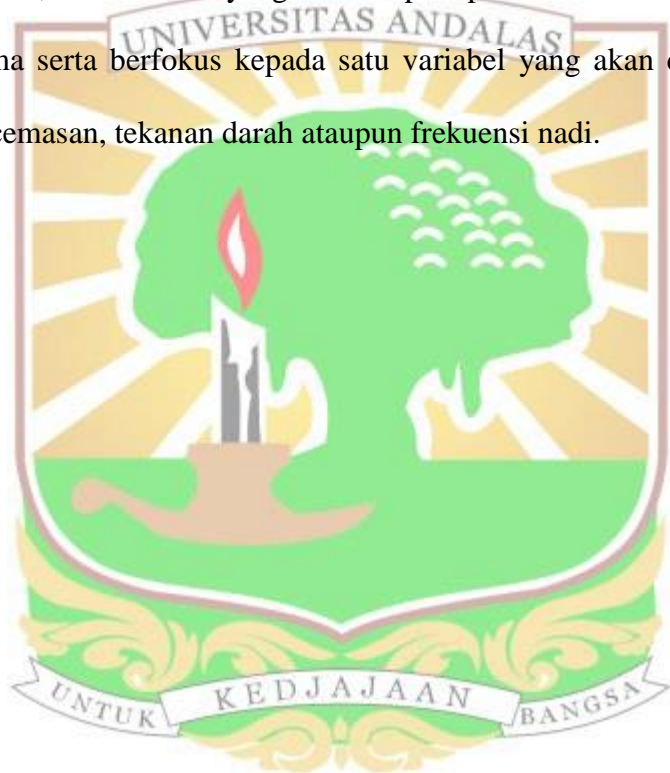 yang
UNIVERSITAS ANDALAS
na serta berfokus kepada satu variabel yang akan
cemasan, tekanan darah ataupun frekuensi nadi.
UNTUK KEDJAJAAN BANGSA